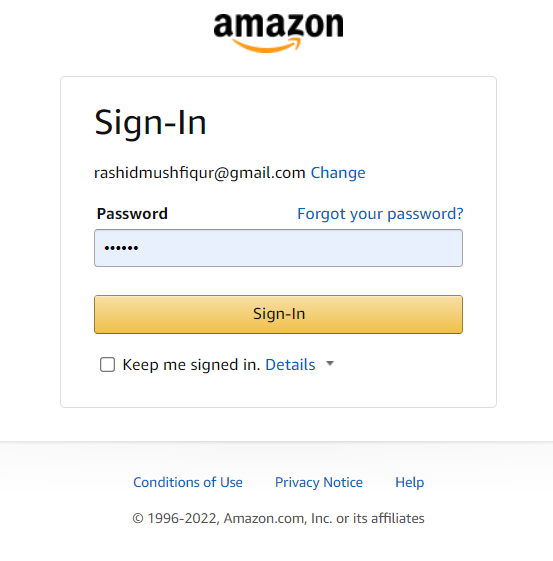 amazon
Sign-In
rashidmushfiqur@gmail.com Change
Password Forgot your password?
••••••
Sign-In
Keep me signed in. Details
Conditions of Use Privacy Notice Help
© 1996-2022, Amazon.com, Inc. or its affiliates